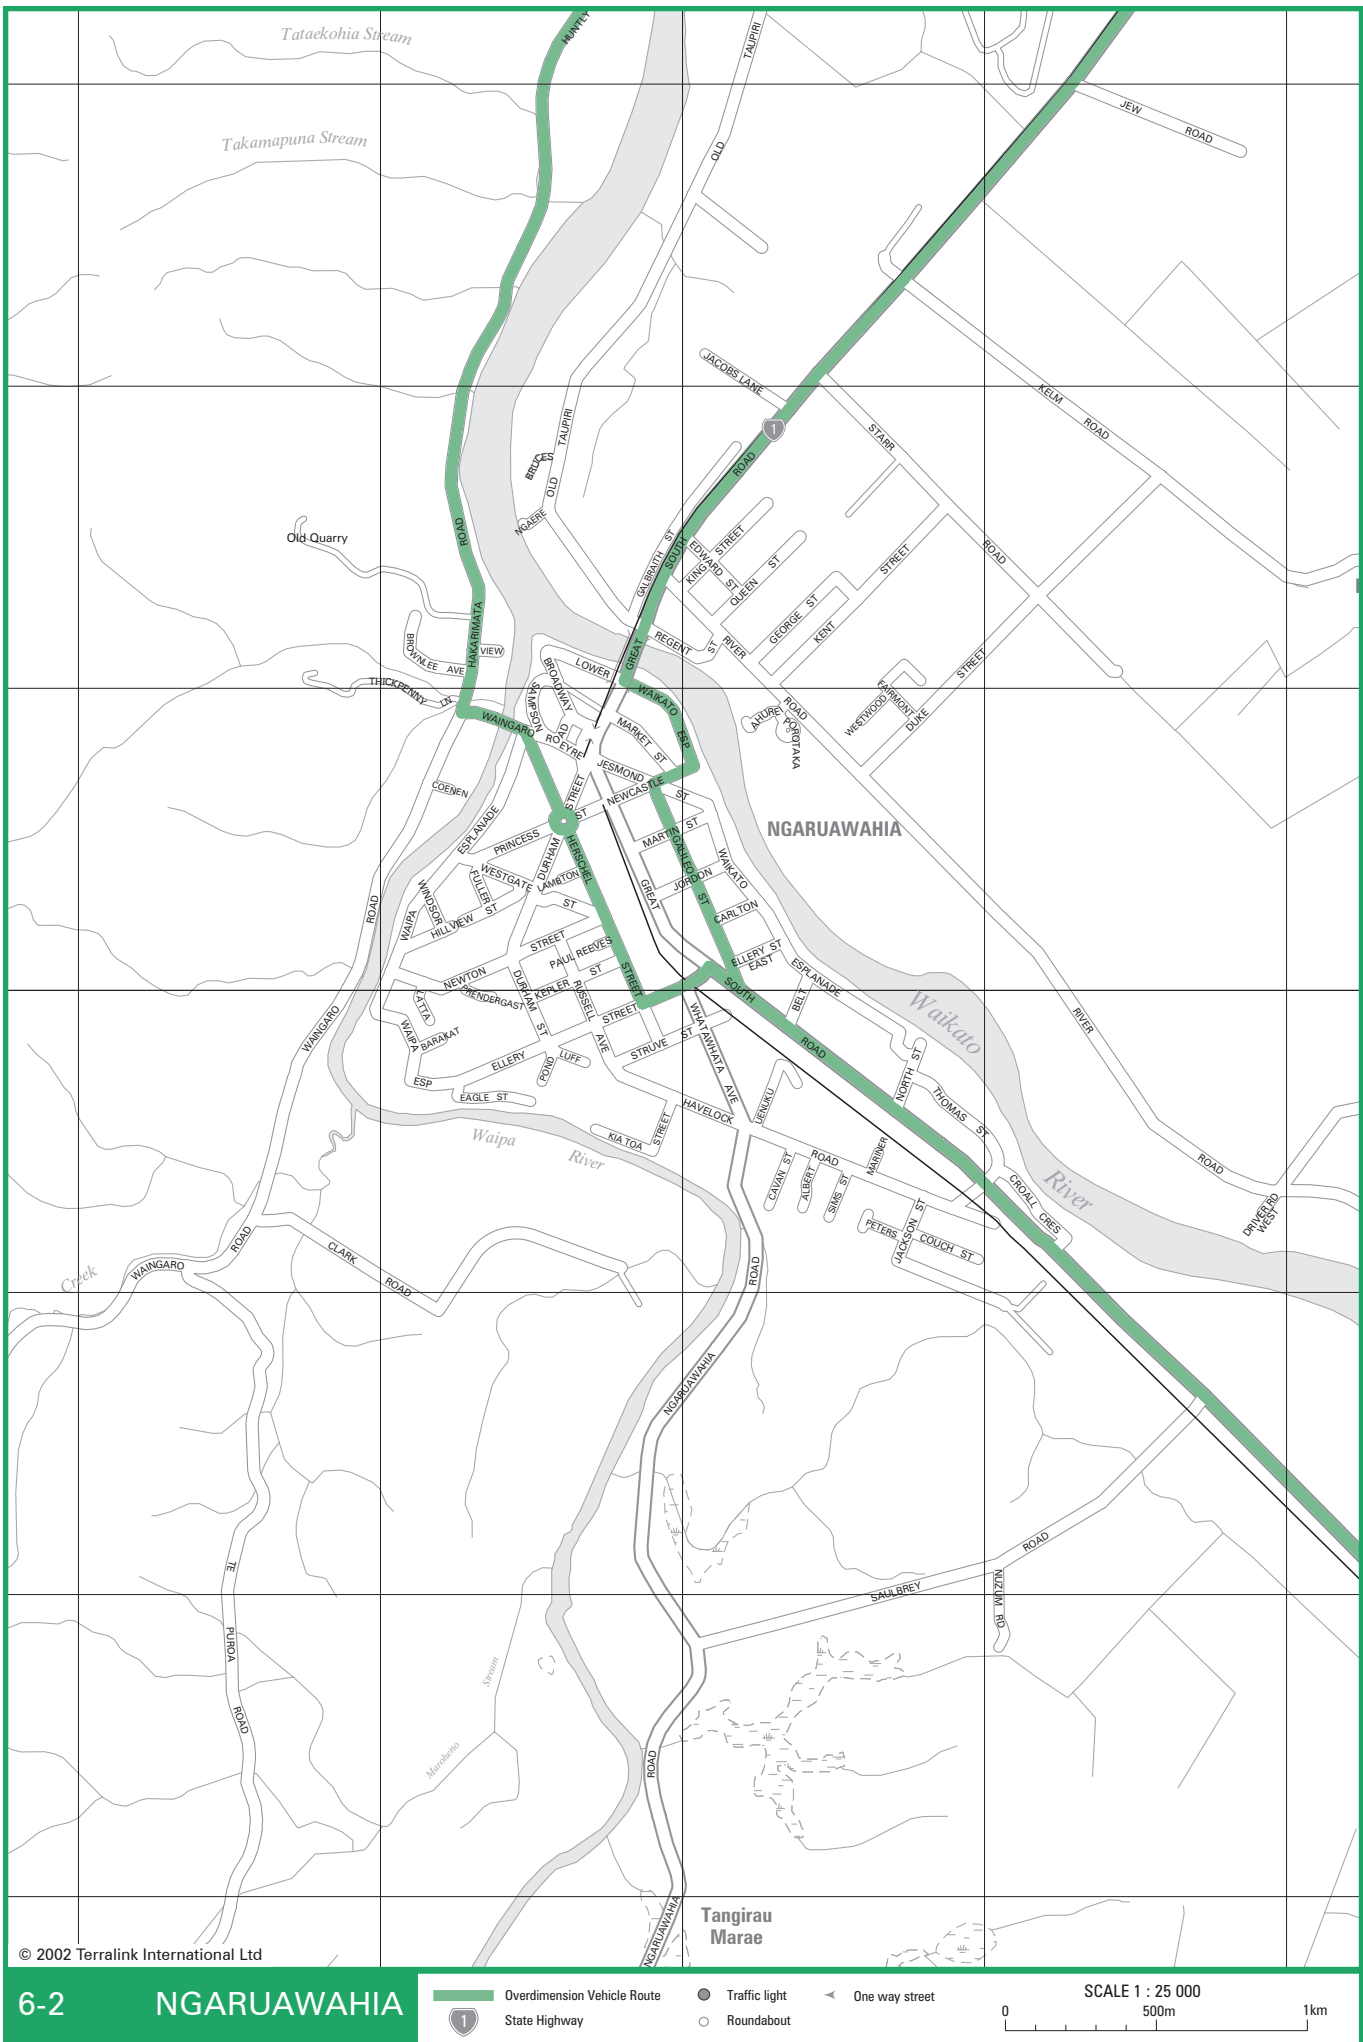 Tataekohia Stream
HUNTLY
TAUPIRI
Takamapuna Stream
OLD
JEW ROAD
JACOBS LANE
1
KELM ROAD
STARR ROAD
OLD TAUPIRI
BRUCES
NGAERE
ROAD
Old Quarry
HAKARIMATA ROAD
GALBRAITH ST
SOUTH
EDWARD ST
KING STREET
QUEEN ST
GEORGE ST
KENT STREET
BROWNLEE AVE
VIEW
REGENT ST
RIVER ROAD
GREAT
LOWER
BROADWAY
SAMPSON
THICKPENNY LN
WAIKATO ESP
WAINGARO ROAD
EYRE
MARKET ST
JESMOND ST
AHURE
POROTAKA
WESTWOOD
FAIRMONT
DUKE STREET
COENEN
ESPLANADE
STREET
NEWCASTLE ST
PRINCESS ST
MARTIN ST
NGARUAWAHIA
WESTGATE ST
LAMBTON
DURHAM
HERSCHEL STREET
GALILEO ST
JORDON
WAIKATO ESPLANADE
FULLER
WINDSOR
HILLVIEW ST
WAIPA
GREAT
CARLTON
ROAD
PAUL REEVES
NEWTON STREET
ELLERY ST
EAST
LATTA
PRENDERGAST
KEPLER ST
DURHAM ST
RUSSELL AVE
SOUTH ROAD
BELT
Waikato
River
WAINGARO
WAIPA ESP
BARAKAT
ELLERY STREET
POND
LUFF
STRUVE ST
WHATAWHATA AVE
NORTH ST
RIVER ROAD
EAGLE ST
HAVELOCK ROAD
UENUKU
THOMAS ST
Waipa River
KIA TOA
STREET
CAVAN ST
ALBERT
SIMS ST
MARINER
CROALL CRES
PETERS
JACKSON ST
COUCH ST
DRIVER RD
WEST
Creek
WAINGARO ROAD
CLARK ROAD
NGARUAWAHIA ROAD
TE PUROA ROAD
SAULBREY ROAD
NUZUM RD
Maroheno Stream
ROAD
NGARUAWAHIA
Tangirau
Marae
© 2002 Terralink International Ltd
6-2 NGARUAWAHIA
Overdimension Vehicle Route
1 State Highway
Traffic light
Roundabout
One way street
SCALE 1 : 25 000
0 500m 1km